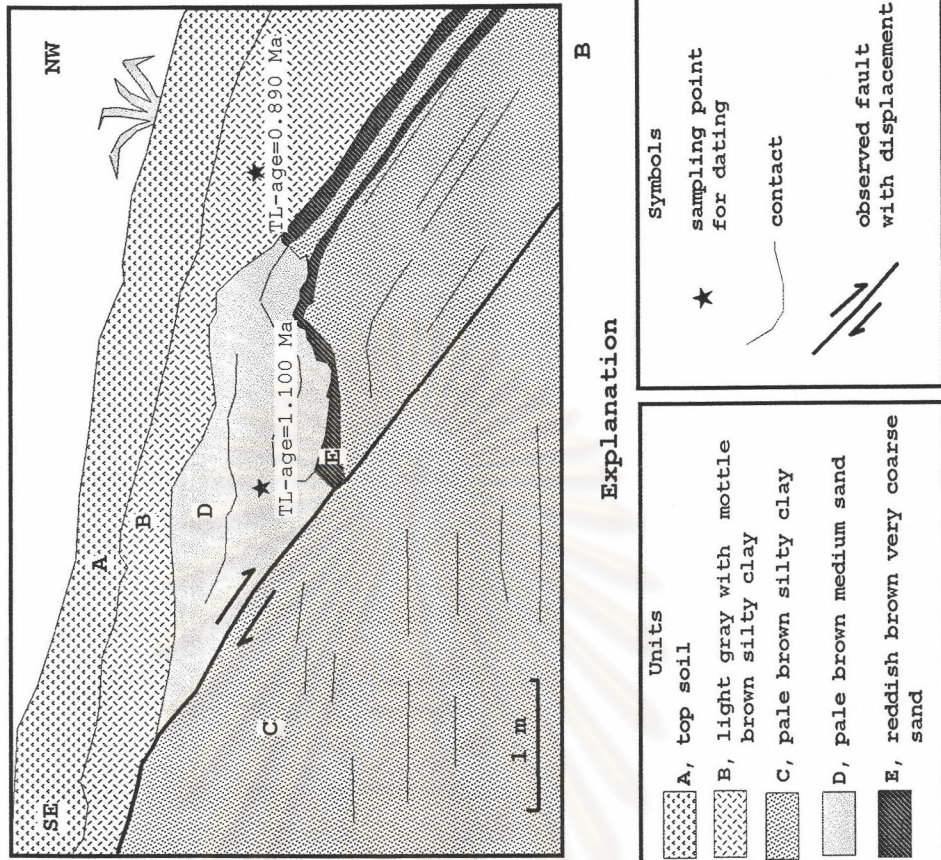 SE
NW
A
B
D
TL-age=0.890 Ma
TL-age=1.100 Ma
E
C
1 m
B
Explanation
Units
A, top soil
B, light gray with mottle
brown silty clay
C, pale brown silty clay
D, pale brown medium sand
E, reddish brown very coarse
sand
Symbols
sampling point
for dating
contact
observed fault
with displacement